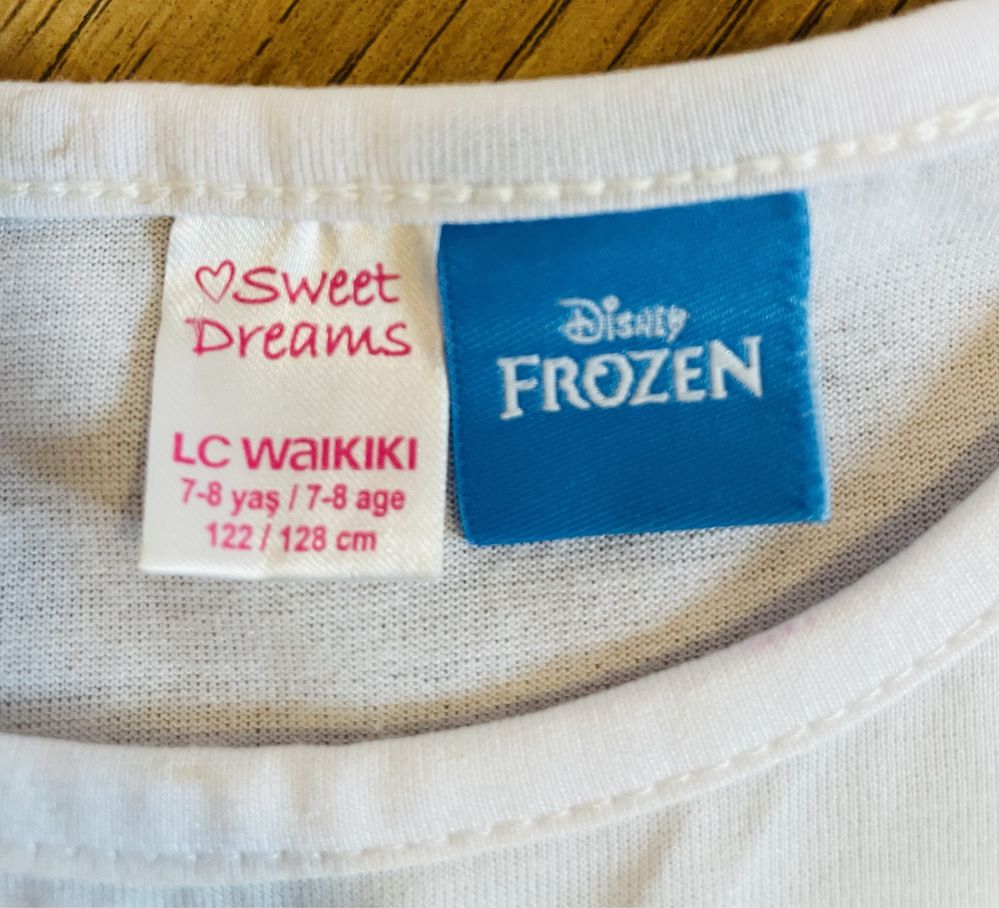 ♡Sweet
Dreams
LC WAIKIKI
7-8 yaş / 7-8 age
122 / 128 cm
Disney
FROZEN